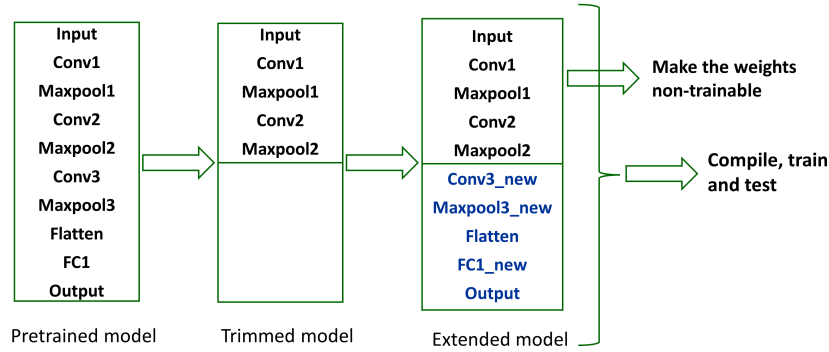 Input
Conv1
Maxpool1
Conv2
Maxpool2
Conv3
Maxpool3
Flatten
FC1
Output
Pretrained model
Input
Conv1
Maxpool1
Conv2
Maxpool2
Trimmed model
Input
Conv1
Maxpool1
Conv2
Maxpool2
Conv3_new
Maxpool3_new
Flatten
FC1_new
Output
Extended model
Make the weights
non-trainable
Compile, train
and test